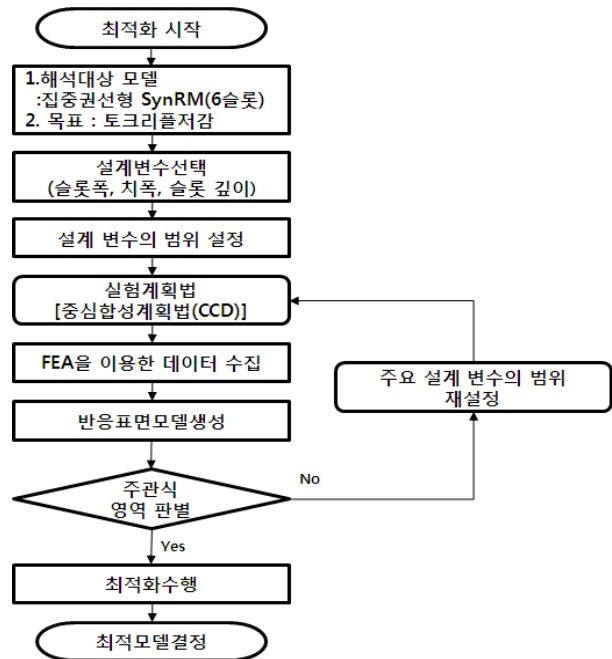 최적화 시작
1.해석대상 모델
:집중권선형 SynRM(6슬롯)
2. 목표 : 토크리플저감
설계변수선택
(슬롯폭, 치폭, 슬롯 깊이)
설계 변수의 범위 설정
실험계획법
[중심합성계획법(CCD)]
FEA을 이용한 데이터 수집
반응표면모델생성
주관식
영역 판별
No
주요 설계 변수의 범위
재설정
Yes
최적화수행
최적모델결정